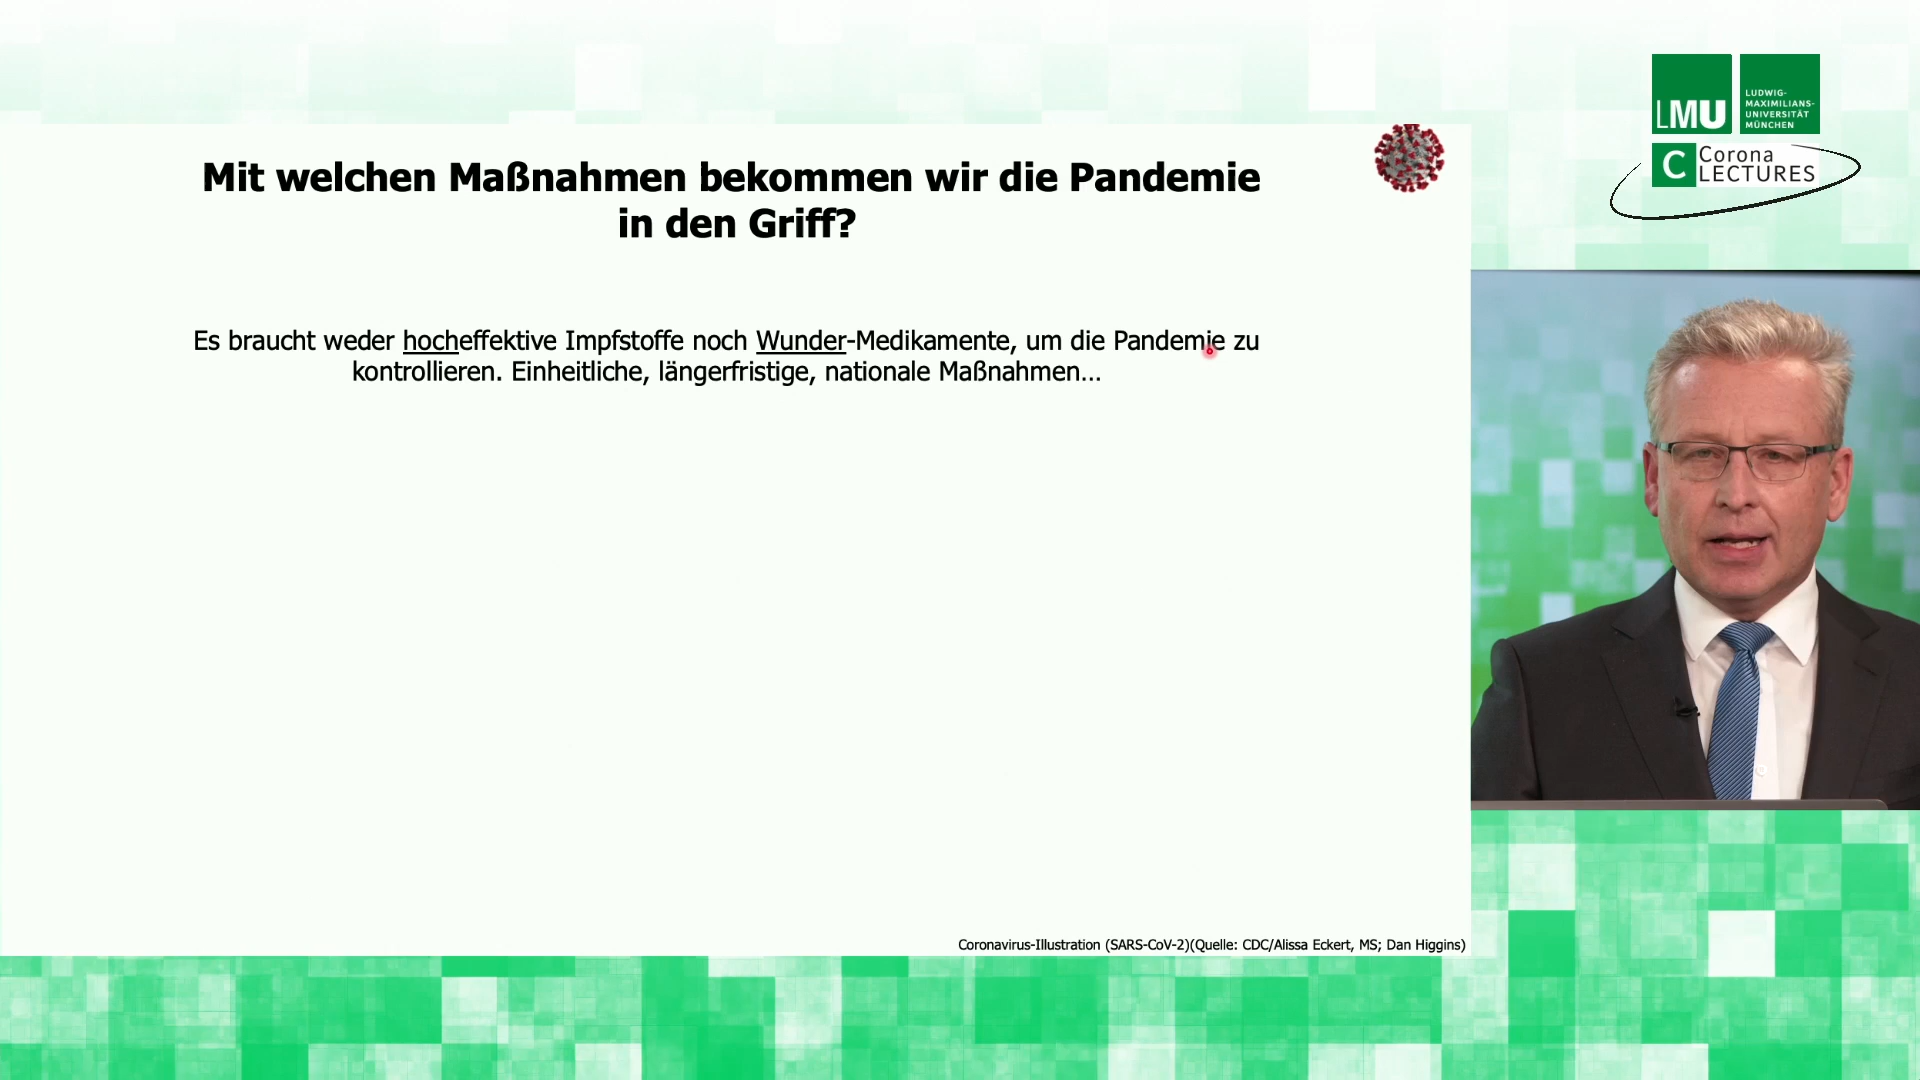 LMU
LUDWIG-
MAXIMILIANS-
UNIVERSITÄT
MÜNCHEN
C Corona
LECTURES
Mit welchen Maßnahmen bekommen wir die Pandemie
in den Griff?
Es braucht weder hocheffektive Impfstoffe noch Wunder-Medikamente, um die Pandemie zu
kontrollieren. Einheitliche, längerfristige, nationale Maßnahmen...
Coronavirus-Illustration (SARS-CoV-2)(Quelle: CDC/Alissa Eckert, MS; Dan Higgins)